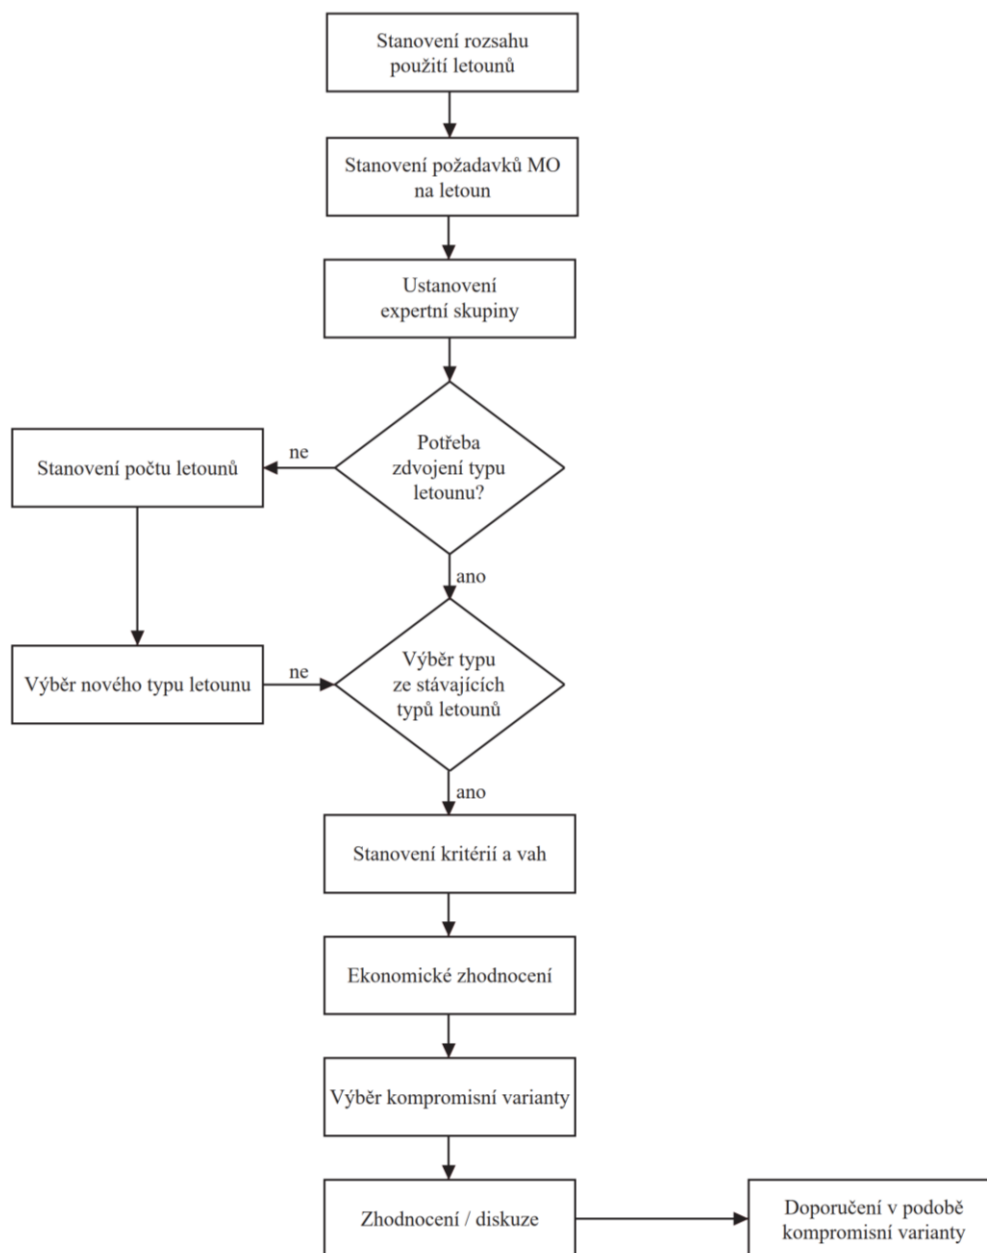 Stanovení rozsahu
použití letounů
Stanovení požadavků MO
na letoun
Ustanovení
expertní skupiny
Potřeba
zdvojení typu
letounu?
ne
Stanovení počtu letounů
ano
Výběr nového typu letounu
ne
Výběr typu
ze stávajících
typů letounů
ano
Stanovení kritérií a vah
Ekonomické zhodnocení
Výběr kompromisní varianty
Zhodnocení / diskuze
Doporučení v podobě
kompromisní varianty